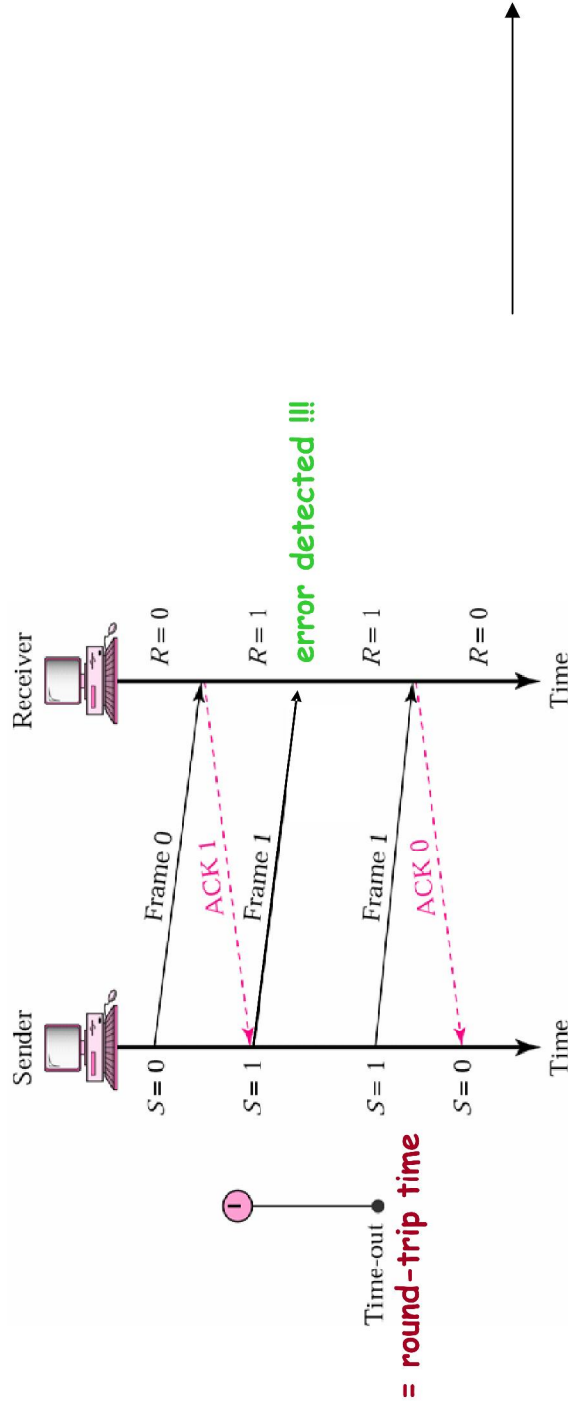 Sender
Receiver
S = 0
R = 0
Frame 0
ACK 1
S = 1
R = 1
Frame 1
error detected !!!
Time-out
= round-trip time
S = 1
R = 1
Frame 1
ACK 0
S = 0
R = 0
Time
Time